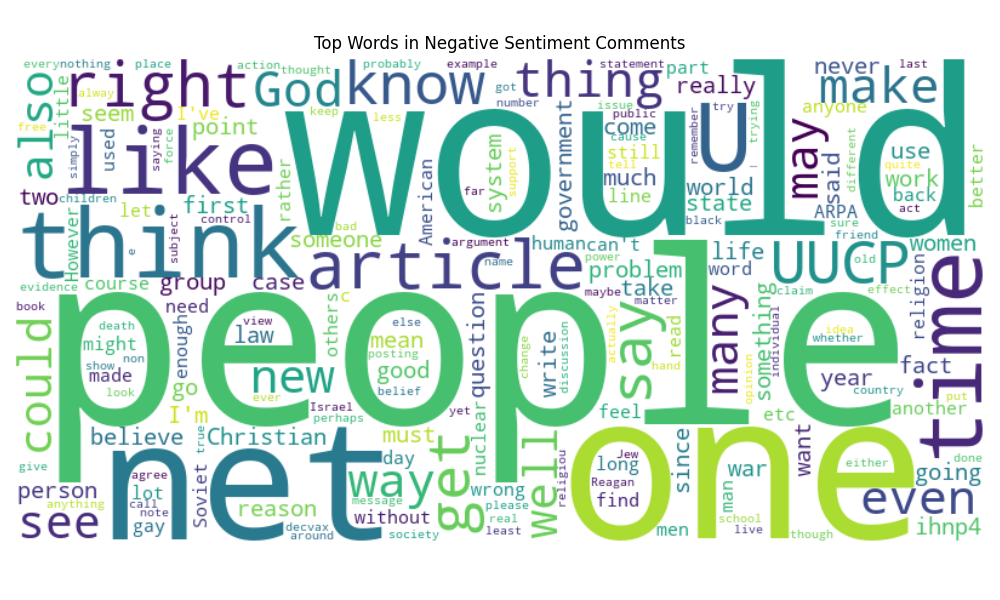 Top Words in Negative Sentiment Comments
every nothing place action thought probably example statement part never last
also little always right God know keep got number thing issue public really try trying anyone make
free simply I've seem point would less system government cause come still tell remember U may said different use quite better
used saying force like rather American far support much line world state black ARPA work back act
two children However let first control bad someone argument human can't sure friend women
think subject e article name power problem life word UUCP old religion
evidence course group case c maybe take matter many something claim effect time
book death view need others else question write change discussion actually say read individual whether idea
could might law enough mean posting good hand opinion year fact
show non made people new belief country put
look go ever Israel yet nuclear feel etc another
I'm perhaps
believe true Christian must get well one since want either done
give net day Jew long war going
agree way wrong religiou Reagan find man even
person anything lot call Soviet reason message please school
see note gay without real men live ihnp4
decvax around society least though